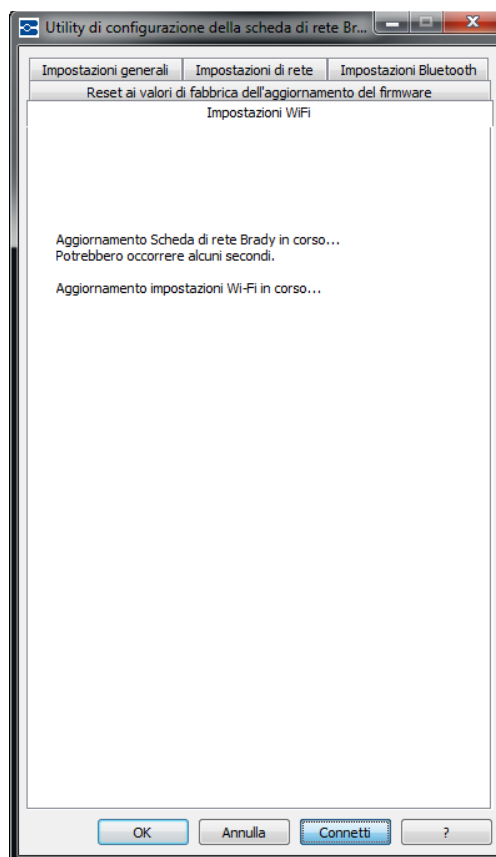 Utility di configurazione della scheda di rete Br...
Impostazioni generali
Impostazioni di rete
Impostazioni Bluetooth
Reset ai valori di fabbrica dell'aggiornamento del firmware
Impostazioni WiFi
Aggiornamento Scheda di rete Brady in corso...
Potrebbero occorrere alcuni secondi.
Aggiornamento impostazioni Wi-Fi in corso...
OK
Annulla
Connetti
?